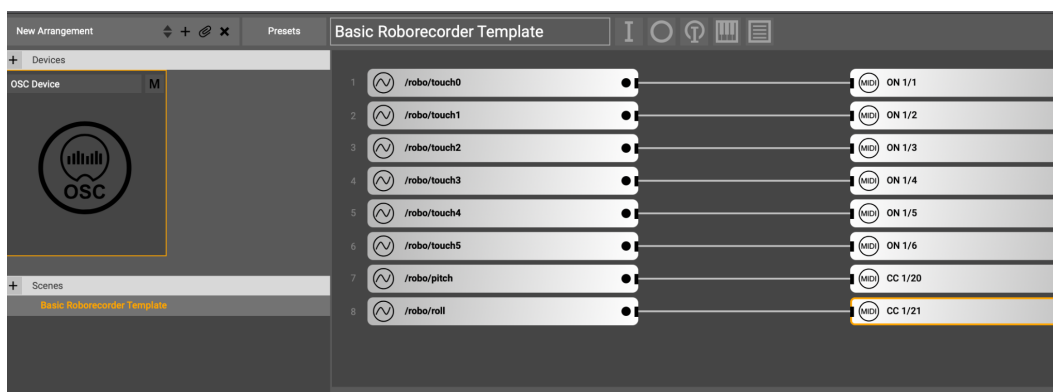 New Arrangement
Presets
Basic Roborecorder Template
Devices
OSC Device M
OSC
Scenes
Basic Roborecorder Template
1 /robo/touch0 MIDI ON 1/1
2 /robo/touch1 MIDI ON 1/2
3 /robo/touch2 MIDI ON 1/3
4 /robo/touch3 MIDI ON 1/4
5 /robo/touch4 MIDI ON 1/5
6 /robo/touch5 MIDI ON 1/6
7 /robo/pitch MIDI CC 1/20
8 /robo/roll MIDI CC 1/21